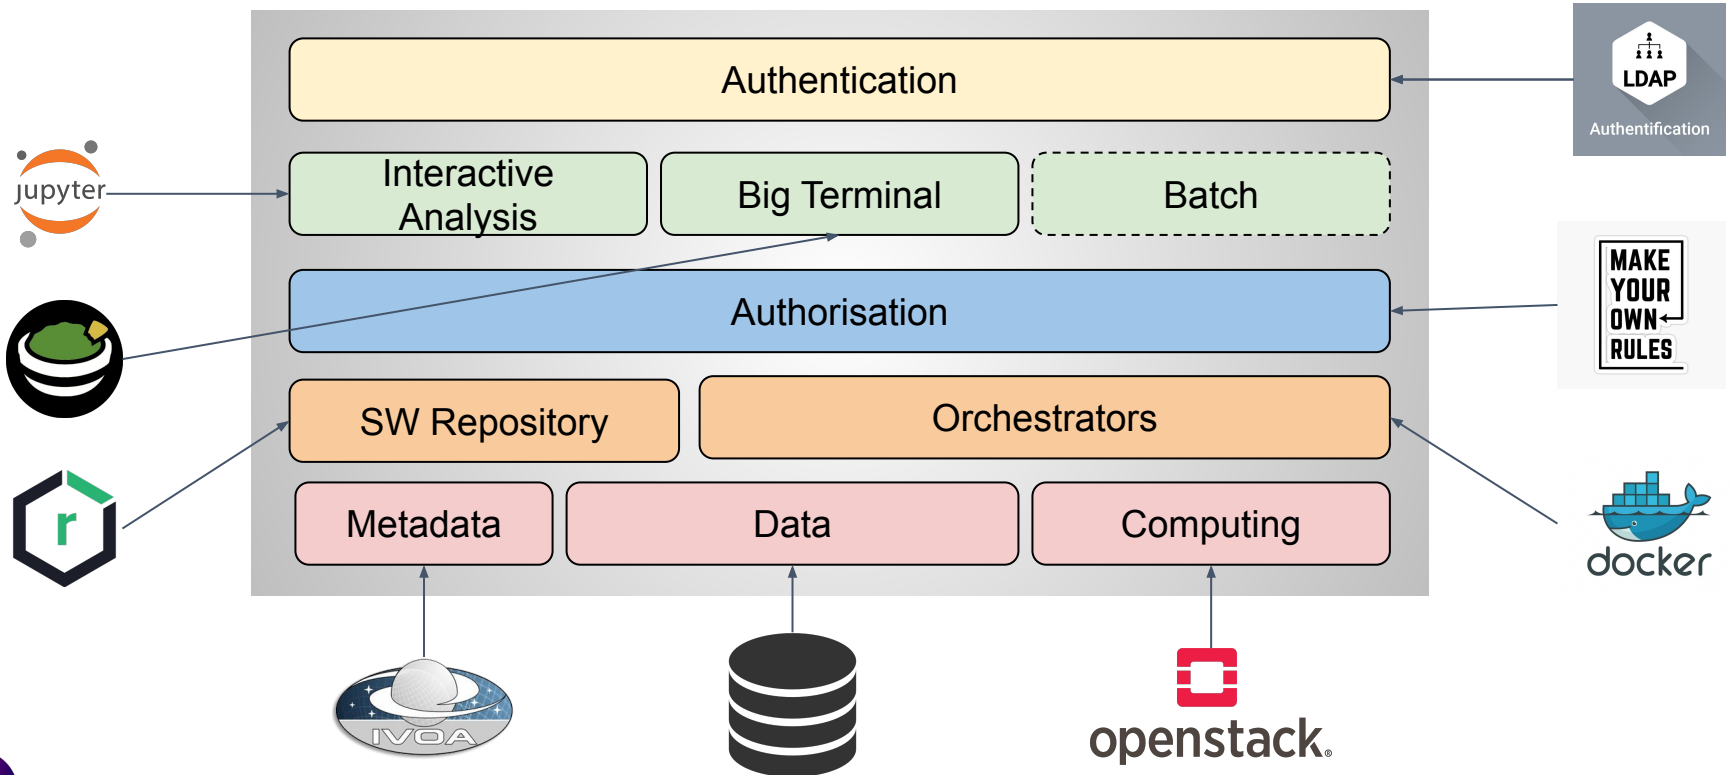 Authentication
LDAP
Authentification
jupyter
Interactive
Analysis
Big Terminal
Batch
MAKE
YOUR
OWN
RULES
Authorisation
SW Repository
Orchestrators
r
Metadata
Data
Computing
docker
IVOA
openstack.